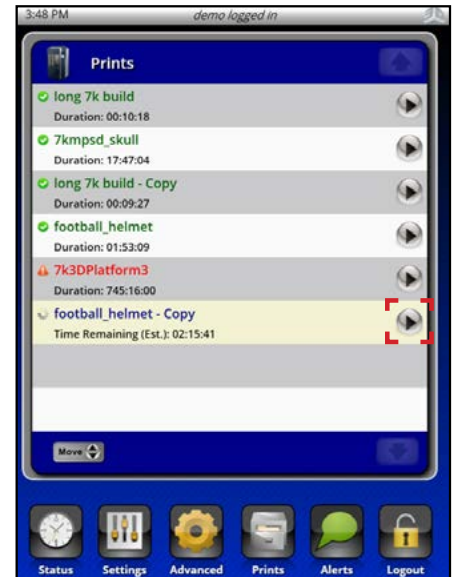 3:48 PM demo logged in
Prints
long 7k build
Duration: 00:10:18
7kmpsd_skull
Duration: 17:47:04
long 7k build - Copy
Duration: 00:09:27
football_helmet
Duration: 01:53:09
7k3DPlatform3
Duration: 745:16:00
football_helmet - Copy
Time Remaining (Est.): 02:15:41
Move
Status Settings Advanced Prints Alerts Logout